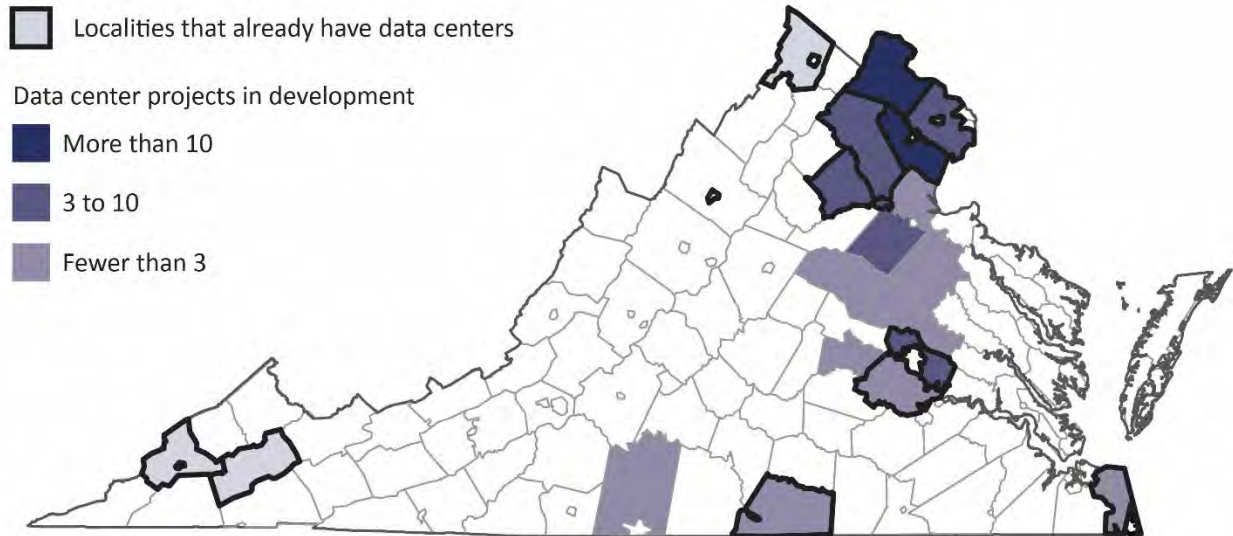 Localities that already have data centers
Data center projects in development
More than 10
3 to 10
Fewer than 3